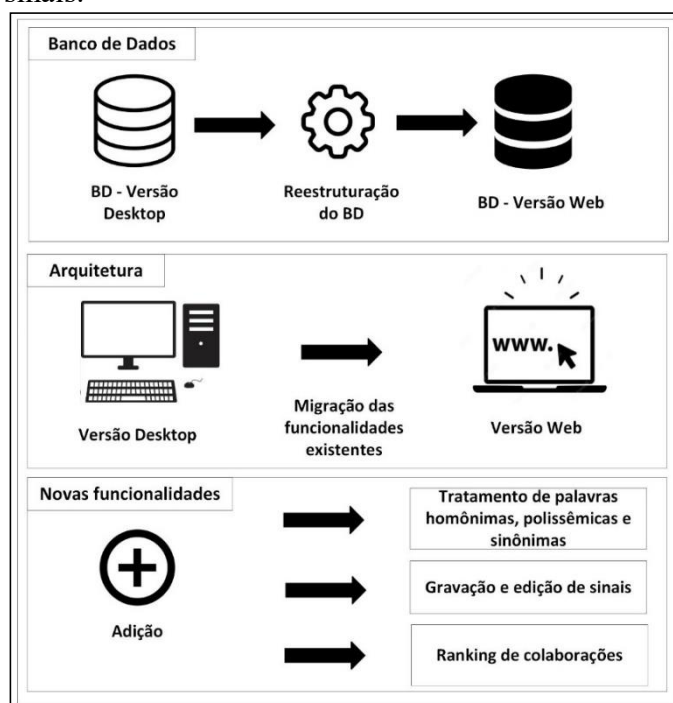 sinais.
Banco de Dados
BD - Versão
Desktop
Reestruturação
do BD
BD - Versão Web
Arquitetura
www.
Versão Desktop
Migração das
funcionalidades
existentes
Versão Web
Novas funcionalidades
Adição
Tratamento de palavras
homônimas, polissêmicas e
sinônimas
Gravação e edição de sinais
Ranking de colaborações